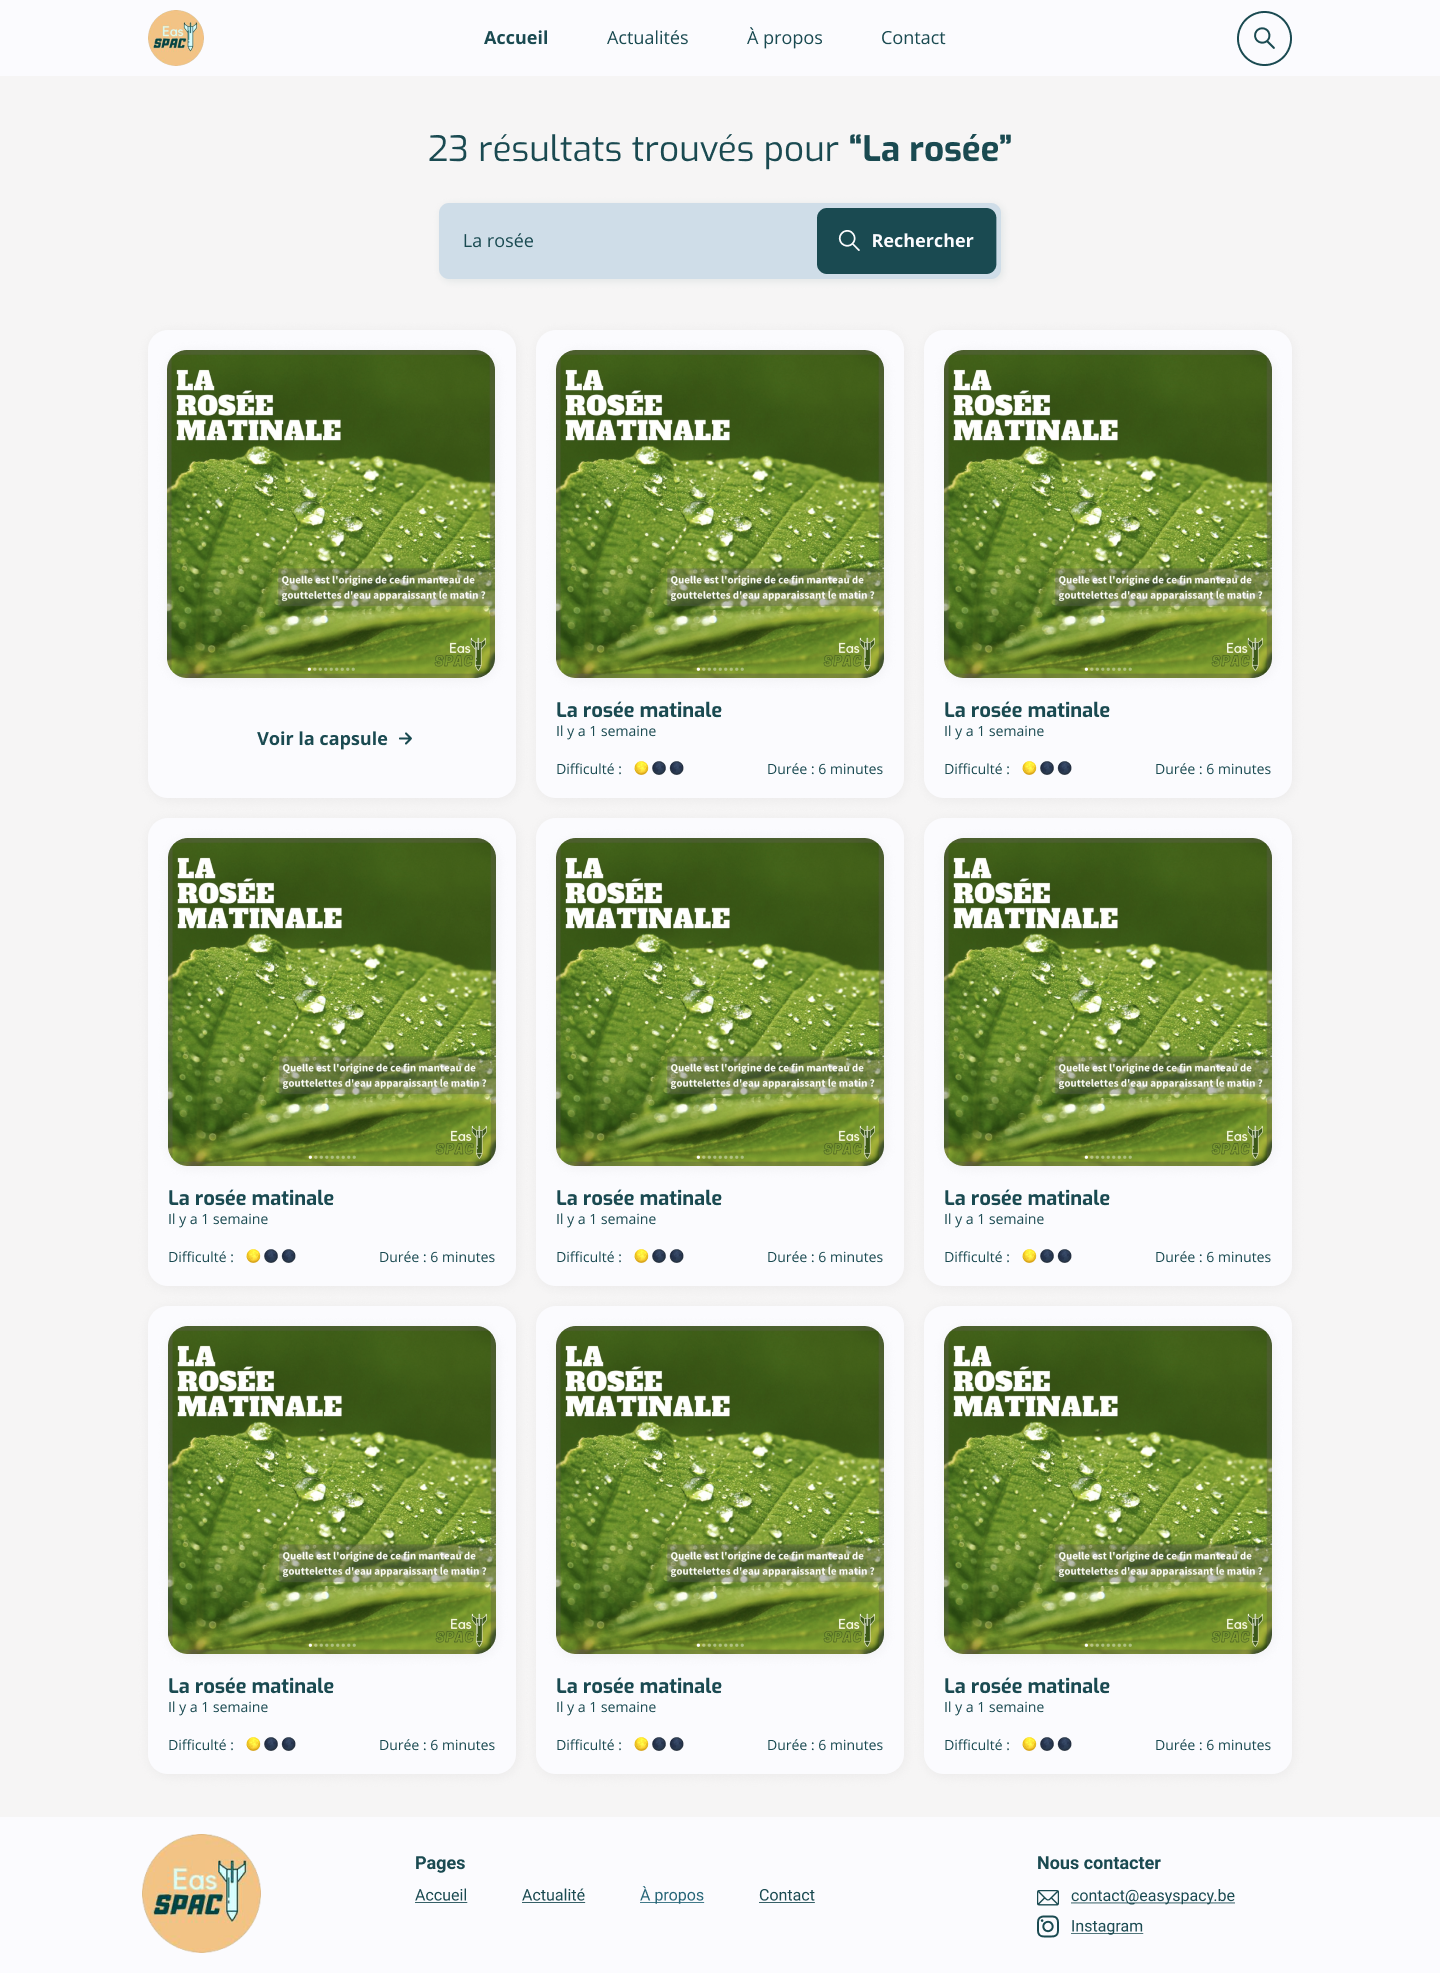 Eas
SPAC
Accueil
Actualités
À propos
Contact
23 résultats trouvés pour “La rosée”
La rosée
Rechercher
LA
ROSÉE
MATINALE
Quelle est l'origine de ce fin manteau de
gouttelettes d'eau apparaissant le matin ?
Eas
SPAC
Voir la capsule
LA
ROSÉE
MATINALE
Quelle est l'origine de ce fin manteau de
gouttelettes d'eau apparaissant le matin ?
Eas
SPAC
La rosée matinale
Il y a 1 semaine
Difficulté :
Durée : 6 minutes
LA
ROSÉE
MATINALE
Quelle est l'origine de ce fin manteau de
gouttelettes d'eau apparaissant le matin ?
Eas
SPAC
La rosée matinale
Il y a 1 semaine
Difficulté :
Durée : 6 minutes
LA
ROSÉE
MATINALE
Quelle est l'origine de ce fin manteau de
gouttelettes d'eau apparaissant le matin ?
Eas
SPAC
La rosée matinale
Il y a 1 semaine
Difficulté :
Durée : 6 minutes
LA
ROSÉE
MATINALE
Quelle est l'origine de ce fin manteau de
gouttelettes d'eau apparaissant le matin ?
Eas
SPAC
La rosée matinale
Il y a 1 semaine
Difficulté :
Durée : 6 minutes
LA
ROSÉE
MATINALE
Quelle est l'origine de ce fin manteau de
gouttelettes d'eau apparaissant le matin ?
Eas
SPAC
La rosée matinale
Il y a 1 semaine
Difficulté :
Durée : 6 minutes
LA
ROSÉE
MATINALE
Quelle est l'origine de ce fin manteau de
gouttelettes d'eau apparaissant le matin ?
Eas
SPAC
La rosée matinale
Il y a 1 semaine
Difficulté :
Durée : 6 minutes
LA
ROSÉE
MATINALE
Quelle est l'origine de ce fin manteau de
gouttelettes d'eau apparaissant le matin ?
Eas
SPAC
La rosée matinale
Il y a 1 semaine
Difficulté :
Durée : 6 minutes
LA
ROSÉE
MATINALE
Quelle est l'origine de ce fin manteau de
gouttelettes d'eau apparaissant le matin ?
Eas
SPAC
La rosée matinale
Il y a 1 semaine
Difficulté :
Durée : 6 minutes
Eas
SPAC
Pages
Accueil
Actualité
À propos
Contact
Nous contacter
contact@easyspacy.be
Instagram